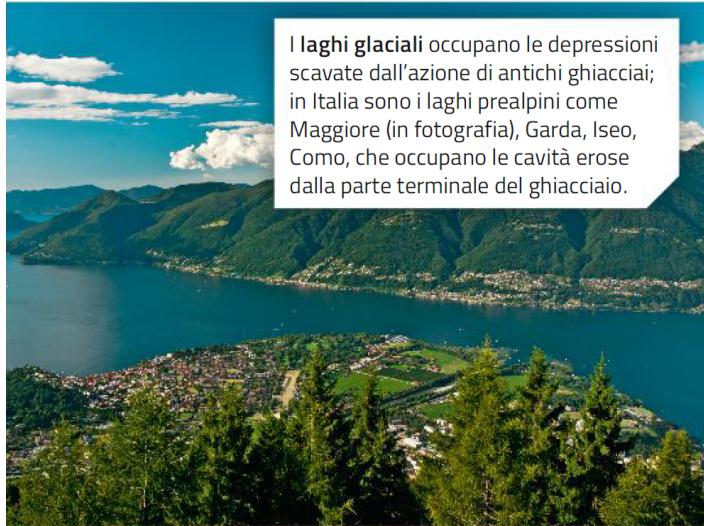 I laghi glaciali occupano le depressioni
scavate dall'azione di antichi ghiacciai;
in Italia sono i laghi prealpini come
Maggiore (in fotografia), Garda, Iseo,
Como, che occupano le cavità erose
dalla parte terminale del ghiacciaio.